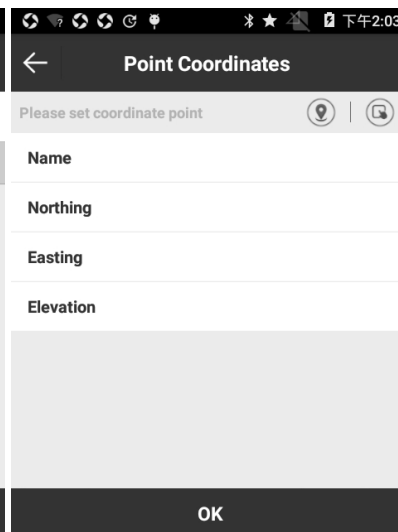 下午2:03
Point Coordinates
Please set coordinate point
Name
Northing
Easting
Elevation
OK